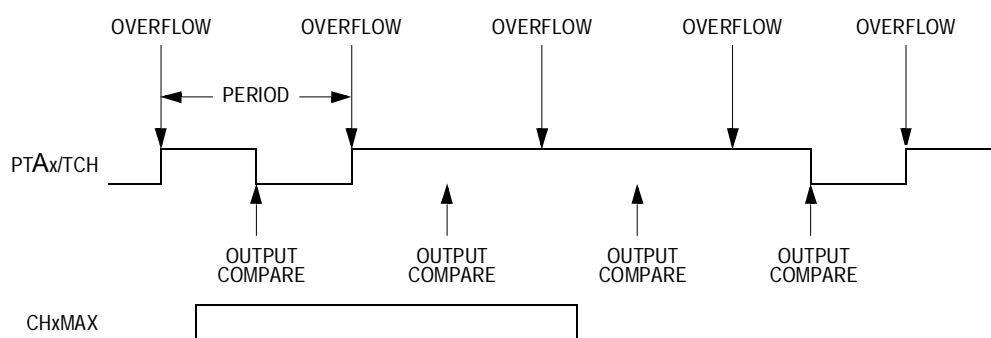 OVERFLOW OVERFLOW OVERFLOW OVERFLOW OVERFLOW
PERIOD
PTAx/TCH
OUTPUT COMPARE
OUTPUT COMPARE
OUTPUT COMPARE
OUTPUT COMPARE
CHxMAX